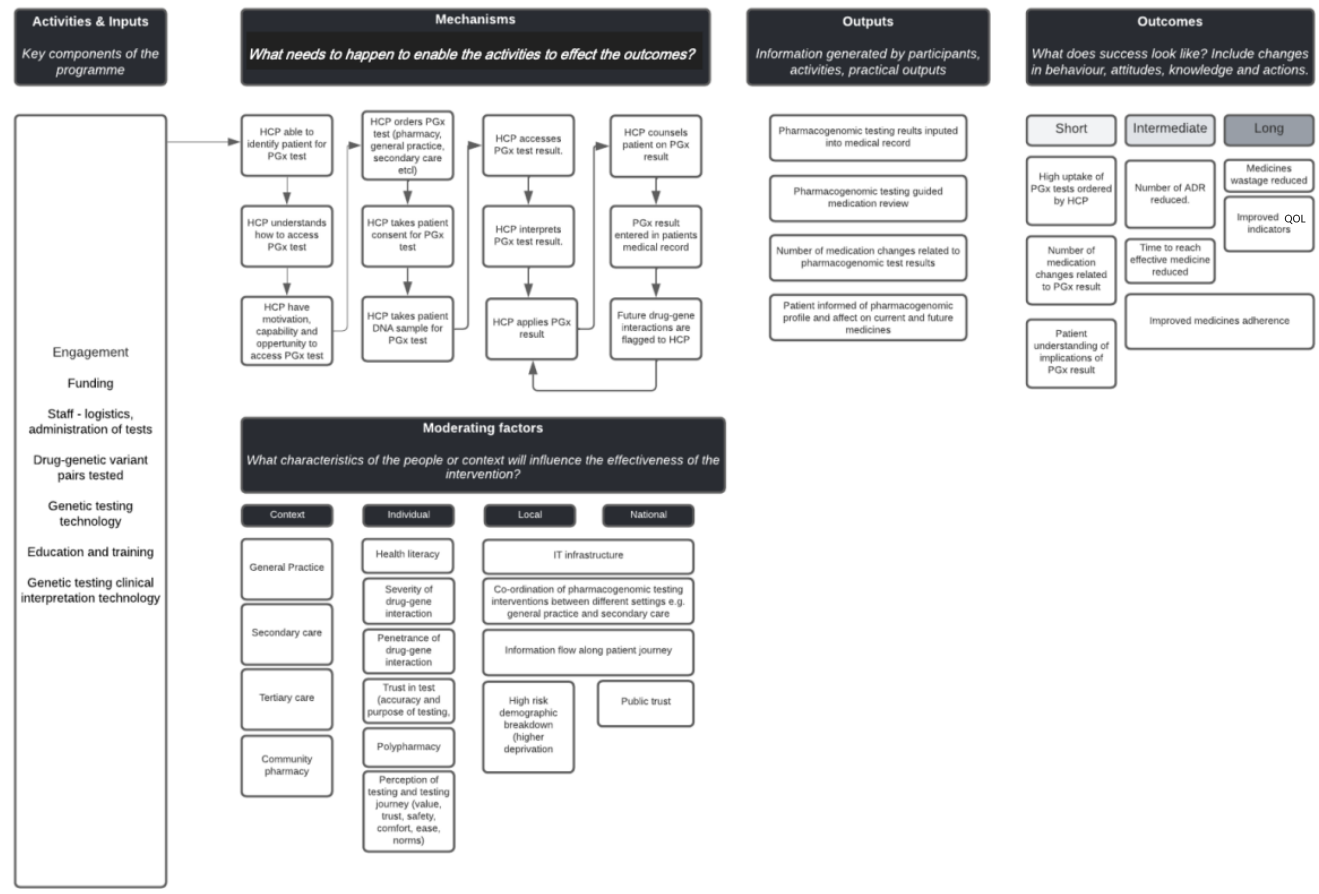 Activities & Inputs
Key components of the
programme
Mechanisms
What needs to happen to enable the activities to effect the outcomes?
Outputs
Information generated by participants,
activities, practical outputs
Outcomes
What does success look like? Include changes
in behaviour, attitudes, knowledge and actions.
Engagement
Funding
Staff - logistics,
administration of tests
Drug-genetic variant
pairs tested
Genetic testing
technology
Education and training
Genetic testing clinical
interpretation technology
HCP able to
identify patient for
PGx test
HCP understands
how to access
PGx test
HCP have
motivation,
capability and
opportunity to
access PGx test
HCP orders PGx
test (pharmacy,
general practice,
secondary care
etcl)
HCP takes patient
consent for PGx
test
HCP takes patient
DNA sample for
PGx test
HCP accesses
PGx test result.
HCP interprets
PGx test result.
HCP applies PGx
result
HCP counsels
patient on PGx
result
PGx result
entered in patients
medical record
Future drug-gene
interactions are
flagged to HCP
Pharmacogenomic testing reults inputed
into medical record
Pharmacogenomic testing guided
medication review
Number of medication changes related to
pharmacogenomic test results
Patient informed of pharmacogenomic
profile and affect on current and future
medicines
Short
Intermediate
Long
High uptake of
PGx tests ordered
by HCP
Number of
medication
changes related
to PGx result
Patient
understanding of
implications of
PGx result
Number of ADR
reduced.
Time to reach
effective medicine
reduced
Medicines
wastage reduced
Improved QOL
indicators
Improved medicines adherence
Moderating factors
What characteristics of the people or context will influence the effectiveness of the
intervention?
Context
Individual
Local
National
General Practice
Secondary care
Tertiary care
Community
pharmacy
Health literacy
Severity of
drug-gene
interaction
Penetrance of
drug-gene
interaction
Trust in test
(accuracy and
purpose of testing,
Polypharmacy
Perception of
testing and testing
journey (value,
trust, safety,
comfort, ease,
norms)
IT infrastructure
Co-ordination of pharmacogenomic testing
interventions between different settings e.g.
general practice and secondary care
Information flow along patient journey
High risk
demographic
breakdown
(higher
deprivation
Public trust